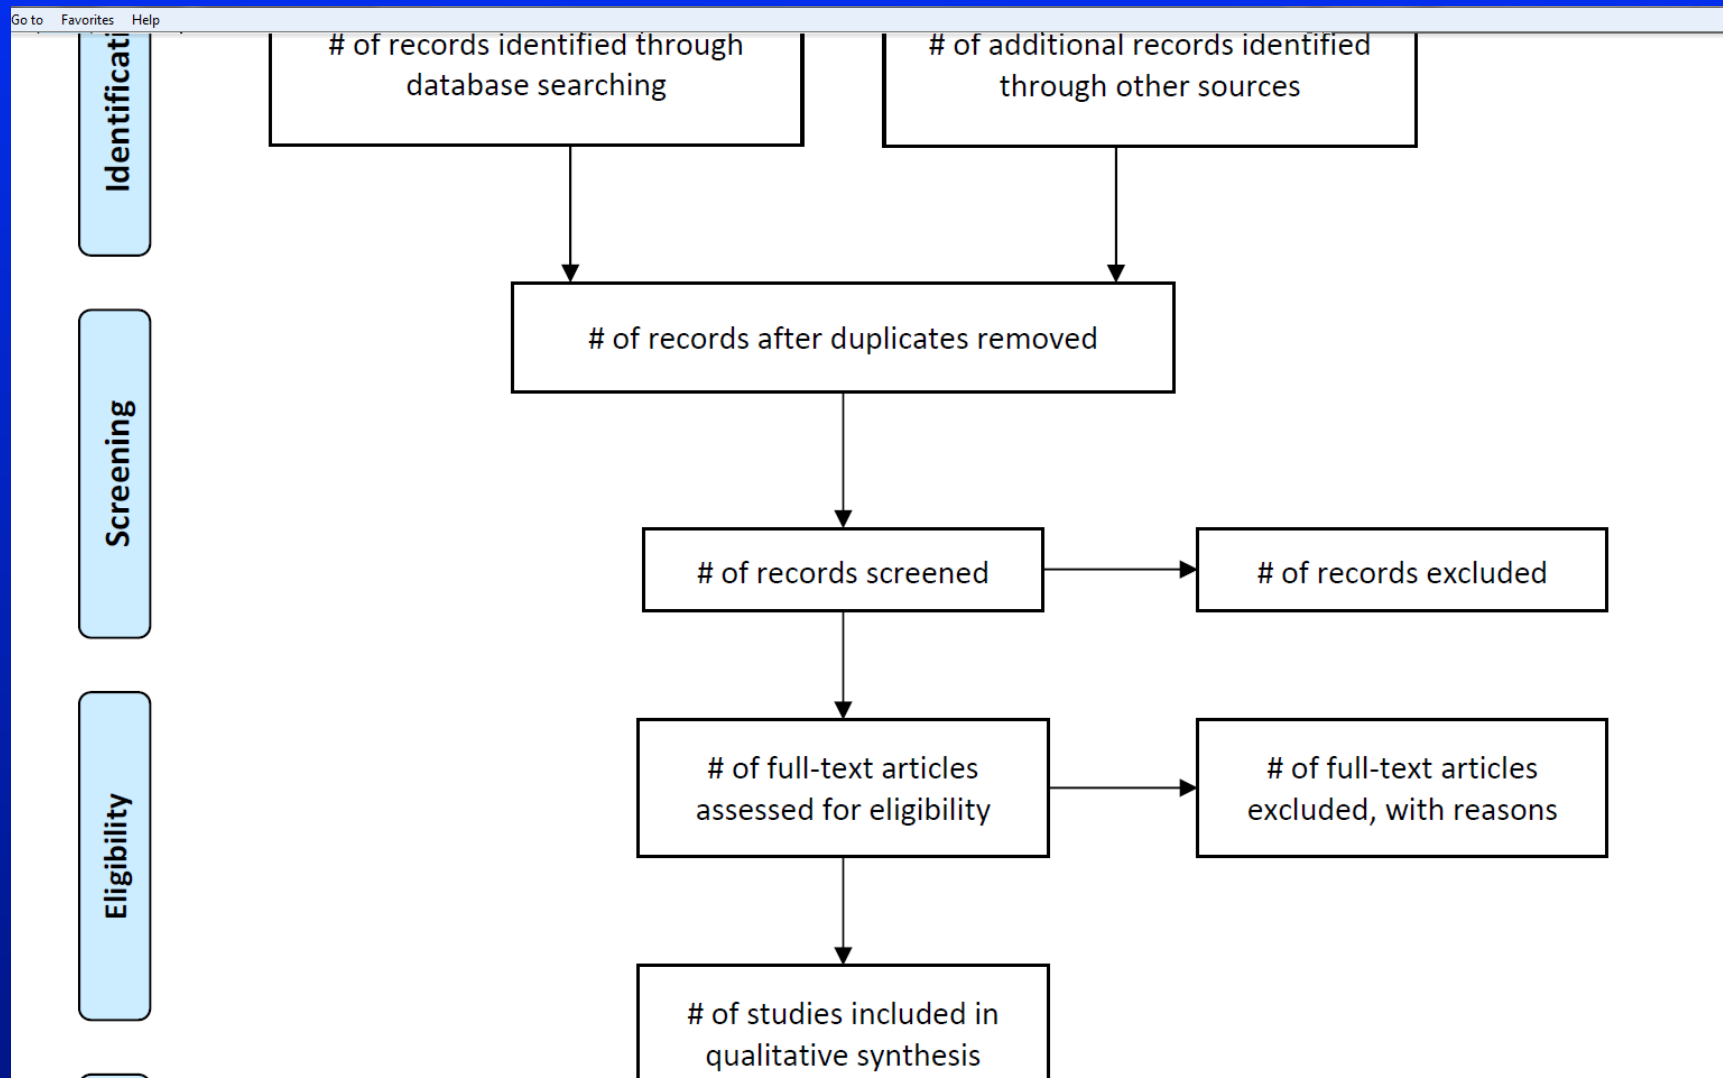 Go to Favorites Help
# of records identified through
database searching
# of additional records identified
through other sources
# of records after duplicates removed
Screening
# of records screened
# of records excluded
Eligibility
# of full-text articles
assessed for eligibility
# of full-text articles
excluded, with reasons
# of studies included in
qualitative synthesis